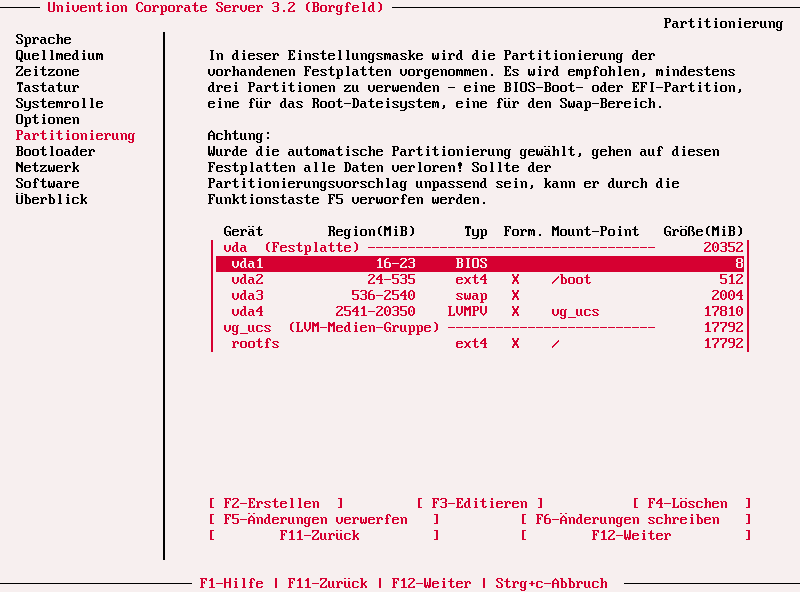 Univention Corporate Server 3.2 (Borgfeld)
Partitionierung
Sprache
Quellmedium
Zeitzone
Tastatur
Systemrolle
Optionen
Partitionierung
Bootloader
Netzwerk
Software
Überblick
In dieser Einstellungsmaske wird die Partitionierung der
vorhandenen Festplatten vorgenommen. Es wird empfohlen, mindestens
drei Partitionen zu verwenden - eine BIOS-Boot- oder EFI-Partition,
eine für das Root-Dateisystem, eine für den Swap-Bereich.
Achtung:
Wurde die automatische Partitionierung gewählt, gehen auf diesen
Festplatten alle Daten verloren! Sollte der
Partitionierungsvorschlag unpassend sein, kann er durch die
Funktionstaste F5 verworfen werden.
Gerät Region(MiB) Typ Form. Mount-Point Größe(MiB)
vda (Festplatte) ------------------------------------ 20352
vda1 16-23 BIOS 8
vda2 24-535 ext4 X /boot 512
vda3 536-2540 swap X 2004
vda4 2541-20350 LVMPV X vg_ucs 17810
vg_ucs (LVM-Medien-Gruppe) -------------------------- 17792
rootfs ext4 X / 17792
[ F2-Erstellen ] [ F3-Editieren ] [ F4-Löschen ]
[ F5-Änderungen verwerfen ] [ F6-Änderungen schreiben ]
[ F11-Zurück ] [ F12-Weiter ]
F1-Hilfe | F11-Zurück | F12-Weiter | Strg+c-Abbruch